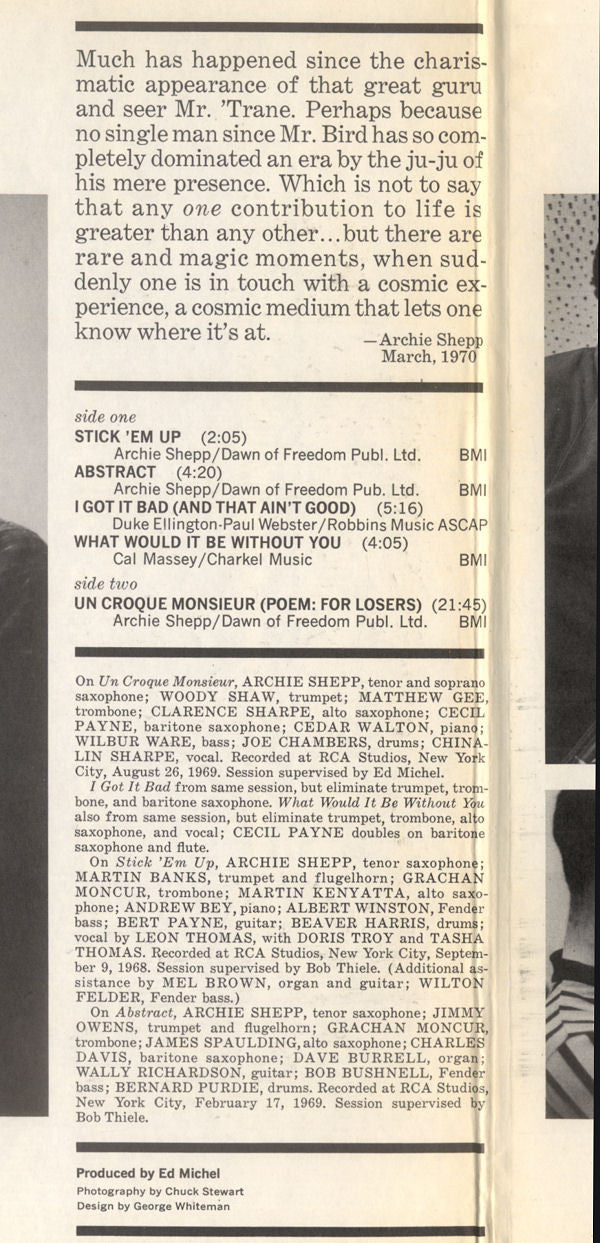 Much has happened since the charis-
matic appearance of that great guru
and seer Mr. ’Trane. Perhaps because
no single man since Mr. Bird has so com-
pletely dominated an era by the ju-ju of
his mere presence. Which is not to say
that any one contribution to life is
greater than any other...but there are
rare and magic moments, when sud-
denly one is in touch with a cosmic ex-
perience, a cosmic medium that lets one
know where it’s at.
—Archie Shepp
March, 1970
side one
STICK ’EM UP (2:05)
Archie Shepp/Dawn of Freedom Publ. Ltd. BMI
ABSTRACT (4:20)
Archie Shepp/Dawn of Freedom Pub. Ltd. BMI
I GOT IT BAD (AND THAT AIN’T GOOD) (5:16)
Duke Ellington-Paul Webster/Robbins Music ASCAP
WHAT WOULD IT BE WITHOUT YOU (4:05)
Cal Massey/Charkel Music BMI
side two
UN CROQUE MONSIEUR (POEM: FOR LOSERS) (21:45)
Archie Shepp/Dawn of Freedom Publ. Ltd. BMI
On Un Croque Monsieur, ARCHIE SHEPP, tenor and soprano
saxophone; WOODY SHAW, trumpet; MATTHEW GEE,
trombone; CLARENCE SHARPE, alto saxophone; CECIL
PAYNE, baritone saxophone; CEDAR WALTON, piano;
WILBUR WARE, bass; JOE CHAMBERS, drums; CHINA-
LIN SHARPE, vocal. Recorded at RCA Studios, New York
City, August 26, 1969. Session supervised by Ed Michel.
I Got It Bad from same session, but eliminate trumpet, trom-
bone, and baritone saxophone. What Would It Be Without You
also from same session, but eliminate trumpet, trombone, alto
saxophone, and vocal; CECIL PAYNE doubles on baritone
saxophone and flute.
On Stick ’Em Up, ARCHIE SHEPP, tenor saxophone;
MARTIN BANKS, trumpet and flugelhorn; GRACHAN
MONCUR, trombone; MARTIN KENYATTA, alto saxo-
phone; ANDREW BEY, piano; ALBERT WINSTON, Fender
bass; BERT PAYNE, guitar; BEAVER HARRIS, drums;
vocal by LEON THOMAS, with DORIS TROY and TASHA
THOMAS. Recorded at RCA Studios, New York City, Septem-
ber 9, 1968. Session supervised by Bob Thiele. (Additional as-
sistance by MEL BROWN, organ and guitar; WILTON
FELDER, Fender bass.)
On Abstract, ARCHIE SHEPP, tenor saxophone; JIMMY
OWENS, trumpet and flugelhorn; GRACHAN MONCUR,
trombone; JAMES SPAULDING, alto saxophone; CHARLES
DAVIS, baritone saxophone; DAVE BURRELL, organ;
WALLY RICHARDSON, guitar; BOB BUSHNELL, Fender
bass; BERNARD PURDIE, drums. Recorded at RCA Studios,
New York City, February 17, 1969. Session supervised by
Bob Thiele.
Produced by Ed Michel
Photography by Chuck Stewart
Design by George Whiteman